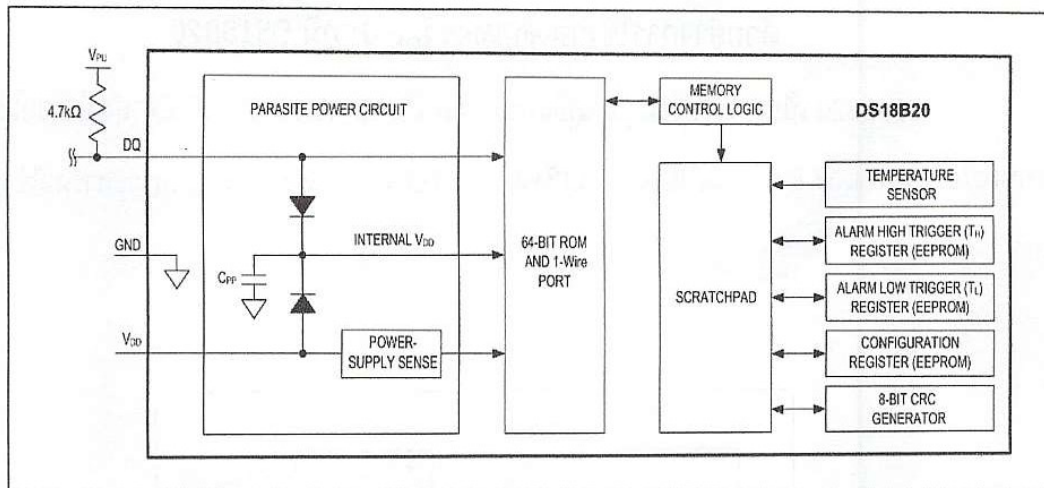 VPU
4.7kΩ
DQ
GND
VDD
PARASITE POWER CIRCUIT
INTERNAL VDD
CPP
POWER-
SUPPLY SENSE
64-BIT ROM
AND 1-Wire
PORT
MEMORY
CONTROL LOGIC
SCRATCHPAD
DS18B20
TEMPERATURE
SENSOR
ALARM HIGH TRIGGER (TH)
REGISTER (EEPROM)
ALARM LOW TRIGGER (TL)
REGISTER (EEPROM)
CONFIGURATION
REGISTER (EEPROM)
8-BIT CRC
GENERATOR